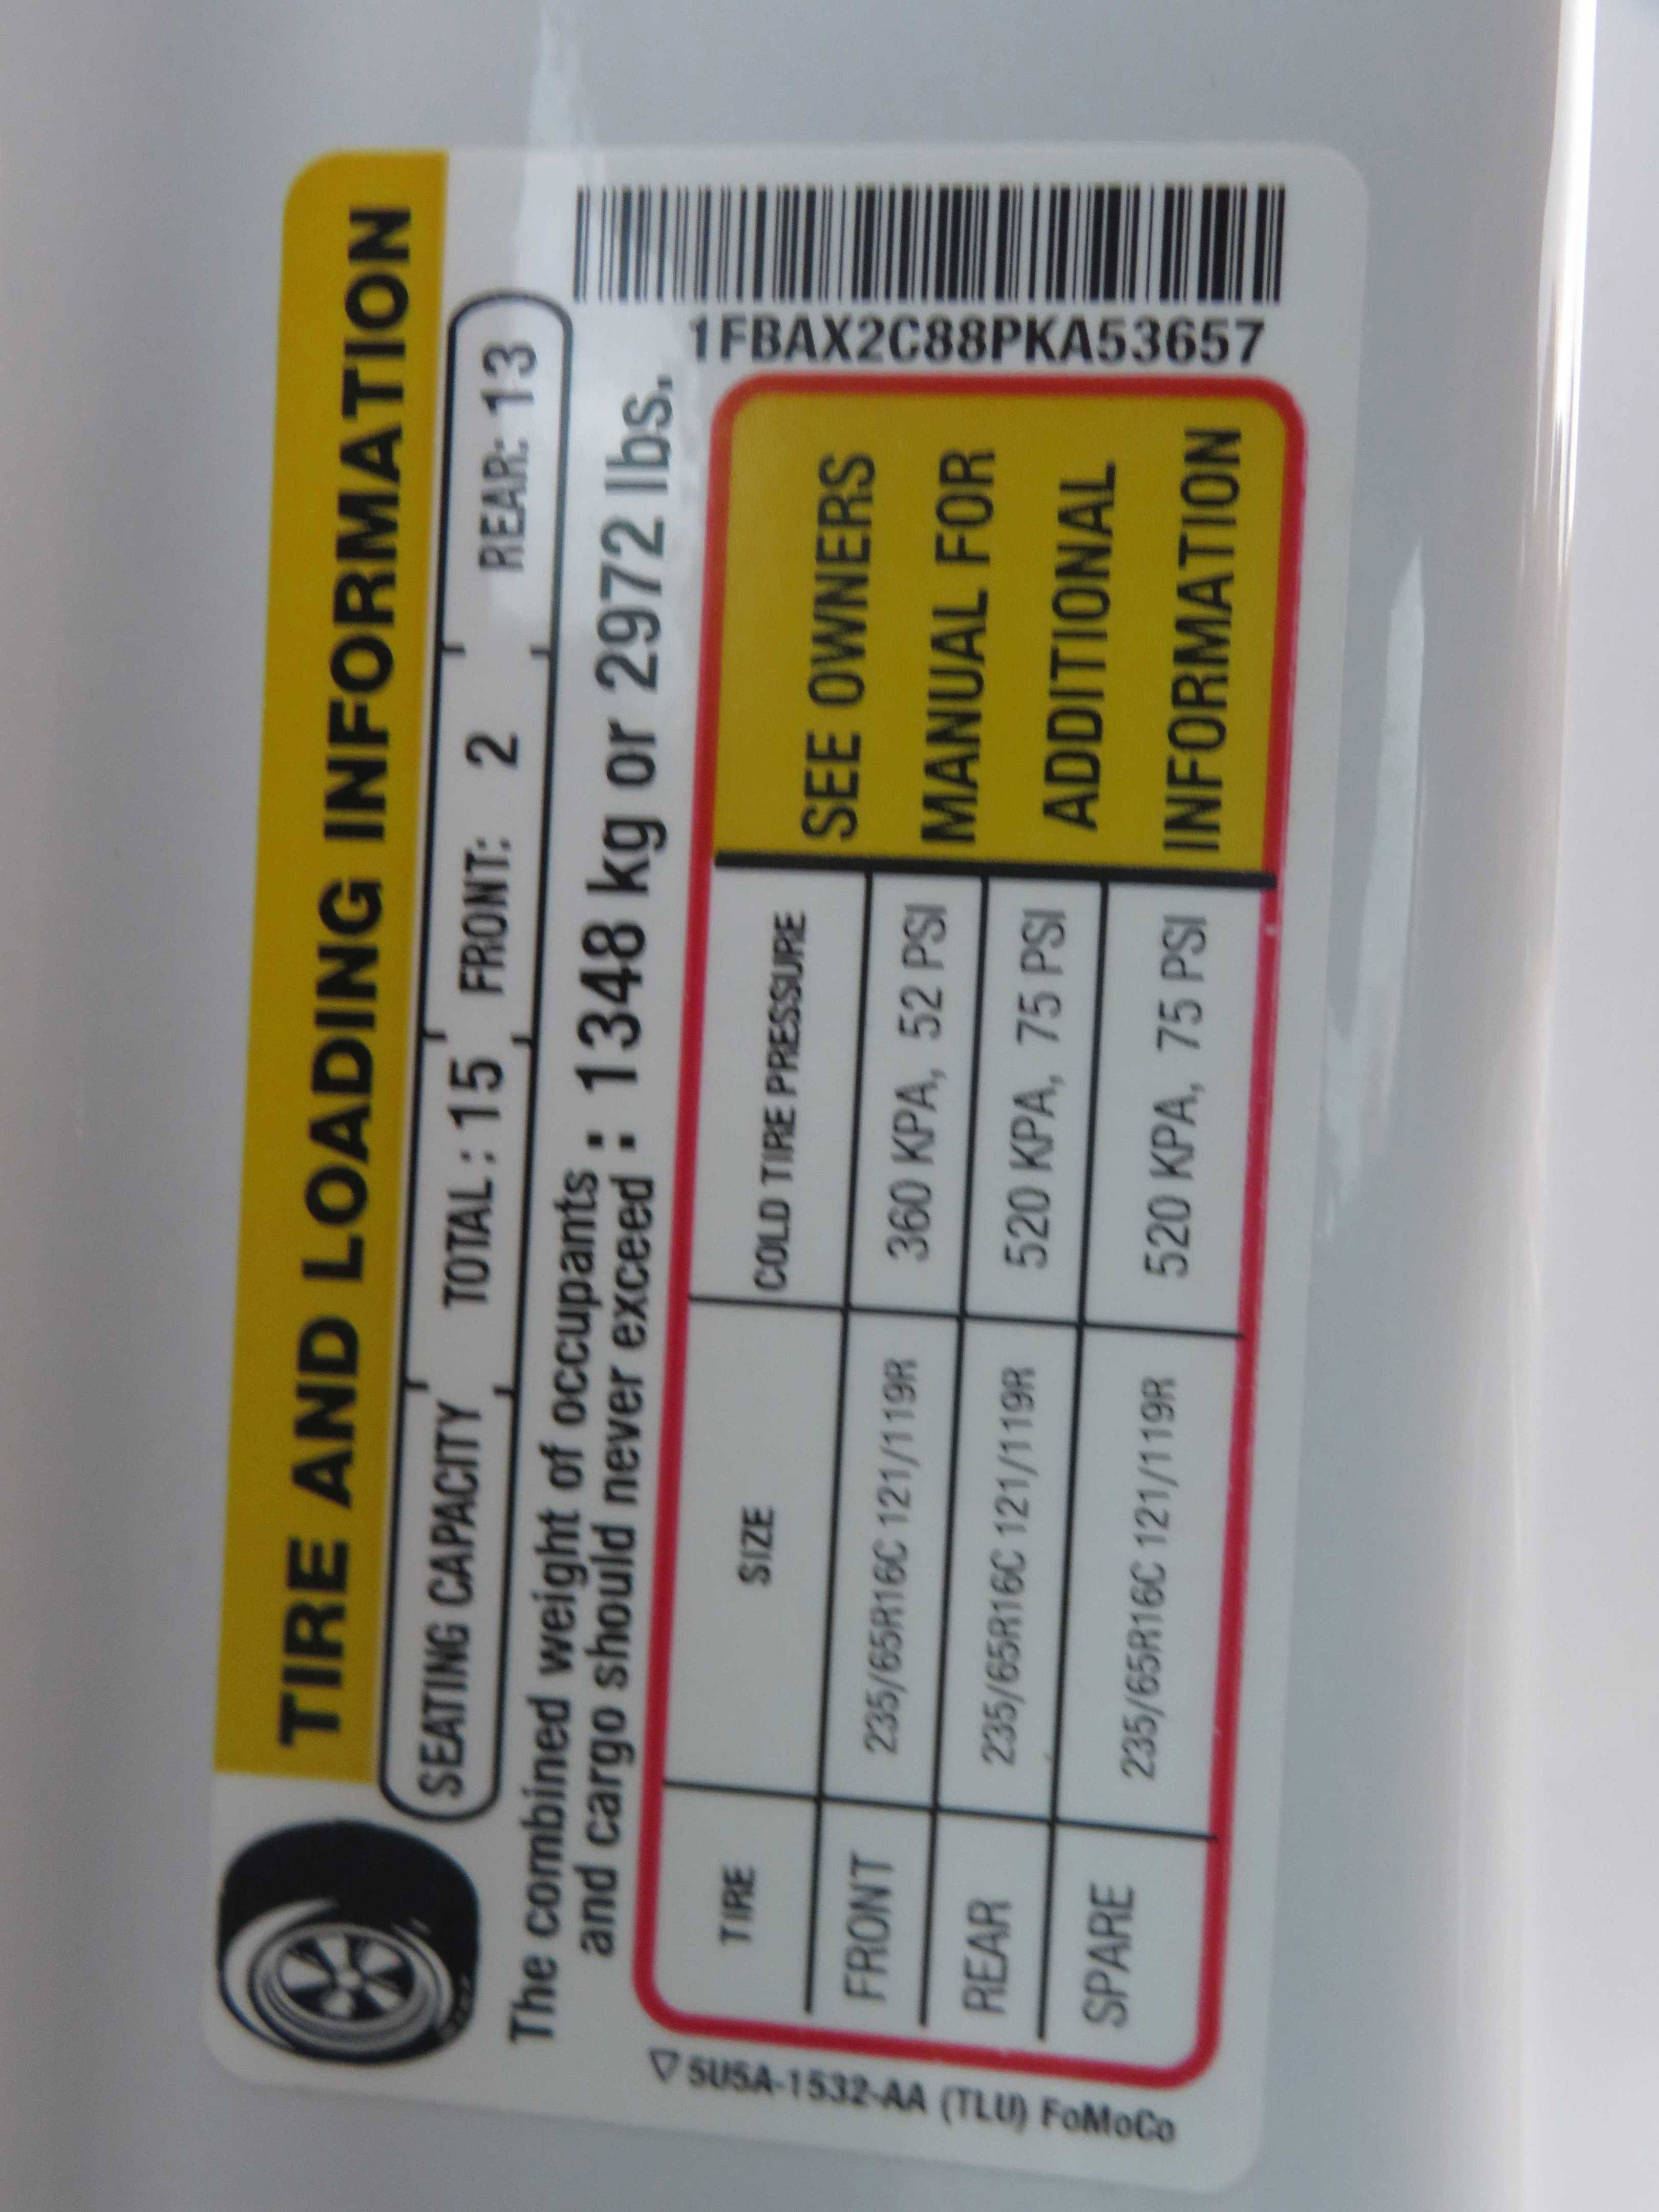 TIRE AND LOADING INFORMATION
SEATING CAPACITY TOTAL : 15 FRONT: 2 REAR: 13
The combined weight of occupants : 1348 kg or 2972 lbs.
and cargo should never exceed :
TIRE SIZE COLD TIRE PRESSURE
FRONT 235/65R16C 121/119R 360 KPA, 52 PSI
REAR 235/65R16C 121/119R 520 KPA, 75 PSI
SPARE 235/65R16C 121/119R 520 KPA, 75 PSI
SEE OWNERS
MANUAL FOR
ADDITIONAL
INFORMATION
1FBAX2C88PKA53657
5U5A-1532-AA (TLU) FoMoCo